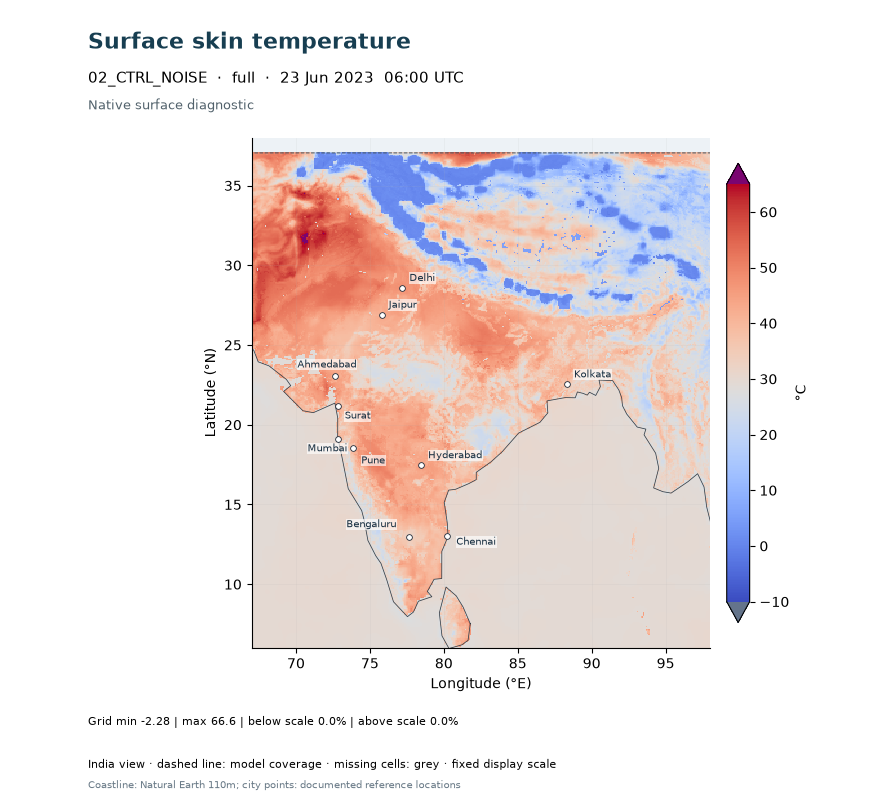 Surface skin temperature
02_CTRL_NOISE · full · 23 Jun 2023 06:00 UTC
Native surface diagnostic
35
30
25
20
15
10
70
75
80
85
90
95
Latitude (°N)
Longitude (°E)
Delhi
Jaipur
Ahmedabad
Kolkata
Surat
Mumbai
Pune
Hyderabad
Bengaluru
Chennai
60
50
40
30
20
10
0
−10
°C
Grid min -2.28 | max 66.6 | below scale 0.0% | above scale 0.0%
India view · dashed line: model coverage · missing cells: grey · fixed display scale
Coastline: Natural Earth 110m; city points: documented reference locations